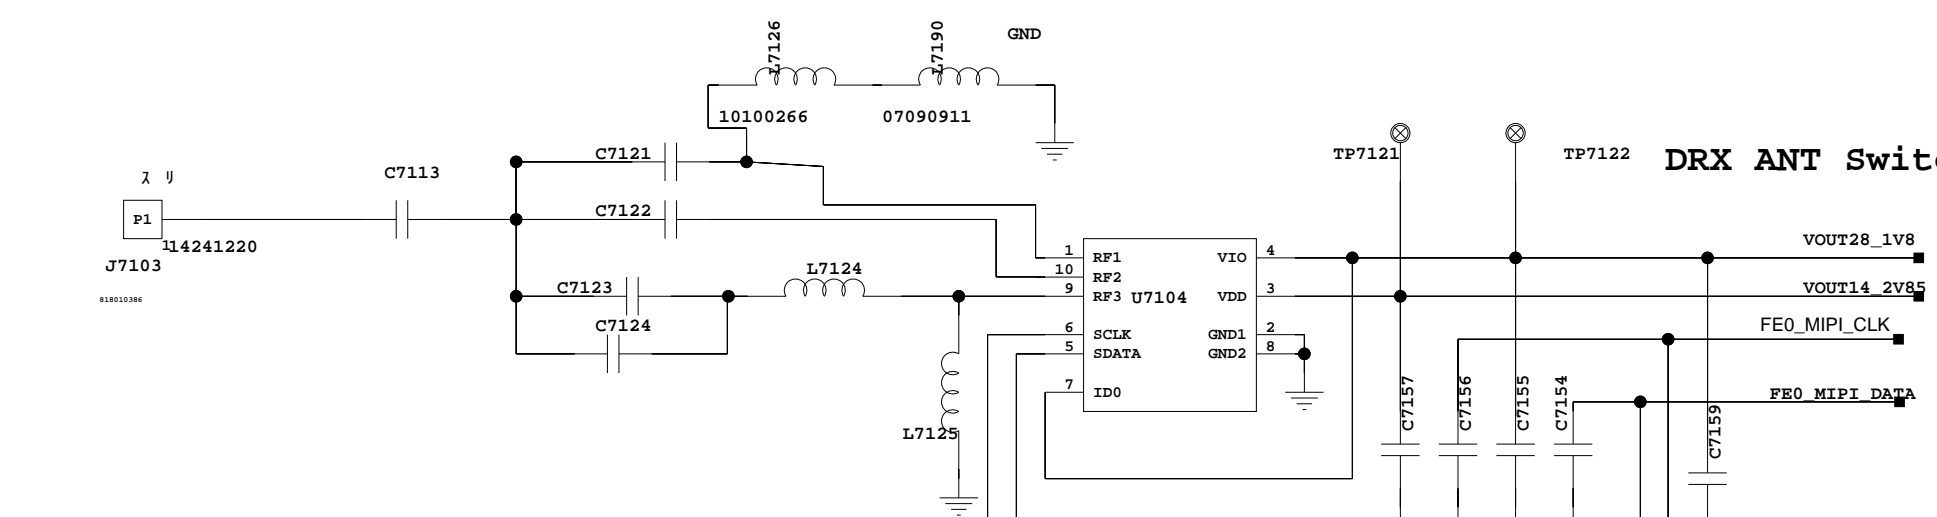 L7126
L7190
GND
10100266
07090911
C7121
TP7121
TP7122
DRX ANT
C7113
ス リ
P1
C7122
1
14241220
J7103
818010386
VOUT28_1V8
1 RF1
VIO 4
10 RF2
L7124
C7123
9 RF3
U7104
VDD 3
VOUT14_2V85
C7124
6 SCLK
GND1 2
FE0_MIPI_CLK
5 SDATA
GND2 8
7 ID0
FE0_MIPI_DATA
C7157
C7156
C7155
C7154
C7159
L7125